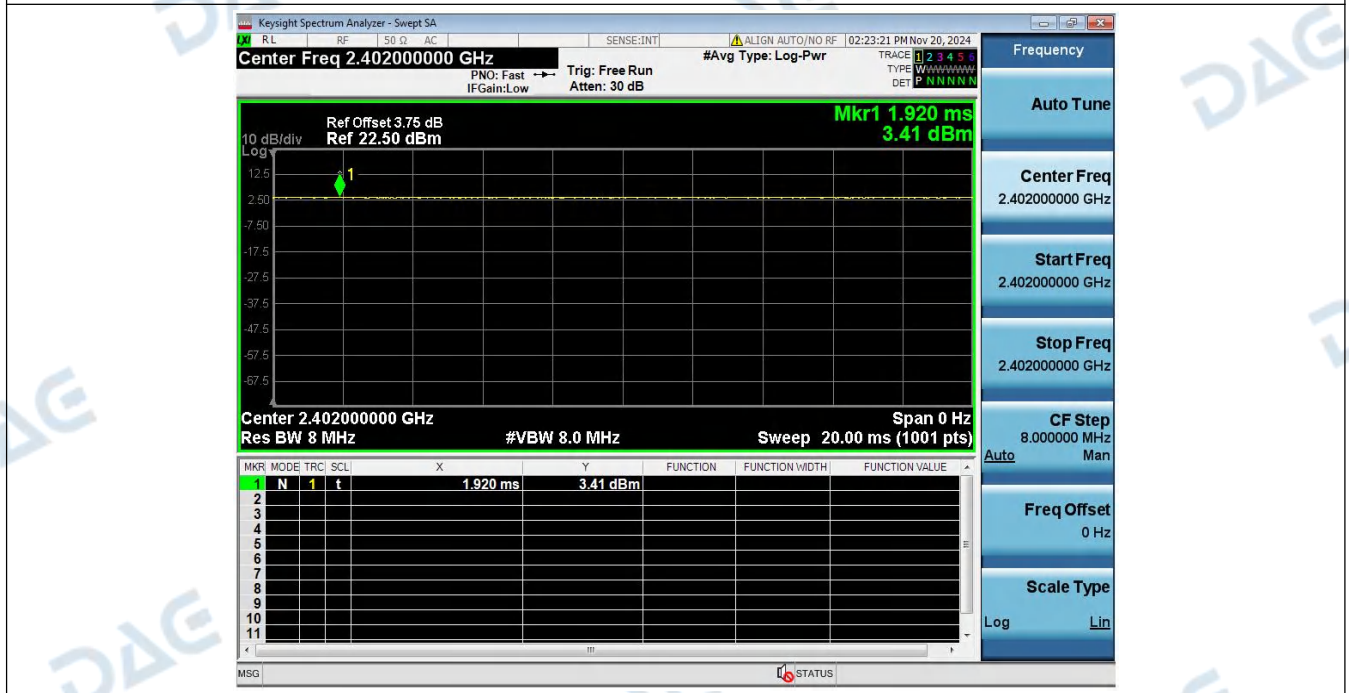 DAG
Keysight Spectrum Analyzer - Swept SA
LXI RL RF 50 Ω AC SENSE:INT ALIGN AUTO/NO RF 02:23:21 PM Nov 20, 2024
Center Freq 2.402000000 GHz
PNO: Fast
IFGain:Low
Trig: Free Run
Atten: 30 dB
#Avg Type: Log-Pwr
TRACE 1 2 3 4 5 6
TYPE WWWWWW
DET P N N N N N
Ref Offset 3.75 dB
10 dB/div Ref 22.50 dBm
Log
Mkr1 1.920 ms
3.41 dBm
1
12.5
2.50
-7.50
-17.5
-27.5
-37.5
-47.5
-57.5
-67.5
Center 2.402000000 GHz Span 0 Hz
Res BW 8 MHz #VBW 8.0 MHz Sweep 20.00 ms (1001 pts)
MKR MODE TRC SCL X Y FUNCTION FUNCTION WIDTH FUNCTION VALUE
1 N 1 t 1.920 ms 3.41 dBm
2
3
4
5
6
7
8
9
10
11
MSG STATUS
Frequency
Auto Tune
Center Freq
2.402000000 GHz
Start Freq
2.402000000 GHz
Stop Freq
2.402000000 GHz
CF Step
8.000000 MHz
Auto Man
Freq Offset
0 Hz
Scale Type
Log Lin
DAG